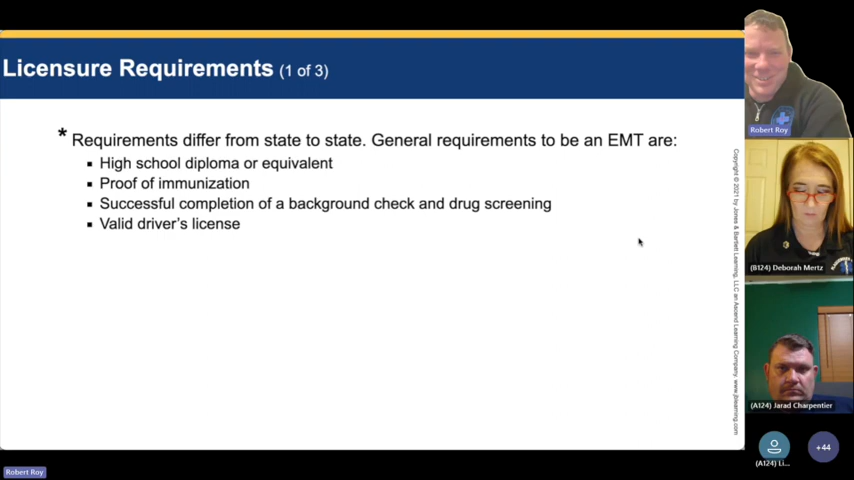 Licensure Requirements (1 of 3)
* Requirements differ from state to state. General requirements to be an EMT are:
▪ High school diploma or equivalent
▪ Proof of immunization
▪ Successful completion of a background check and drug screening
▪ Valid driver's license
Copyright © 2021 by Jones & Bartlett Learning, LLC an Ascend Learning Company. www.jblearning.com
Robert Roy
(B124) Deborah Mertz
(A124) Jarad Charpentier
(A124) Li...
+44
Robert Roy